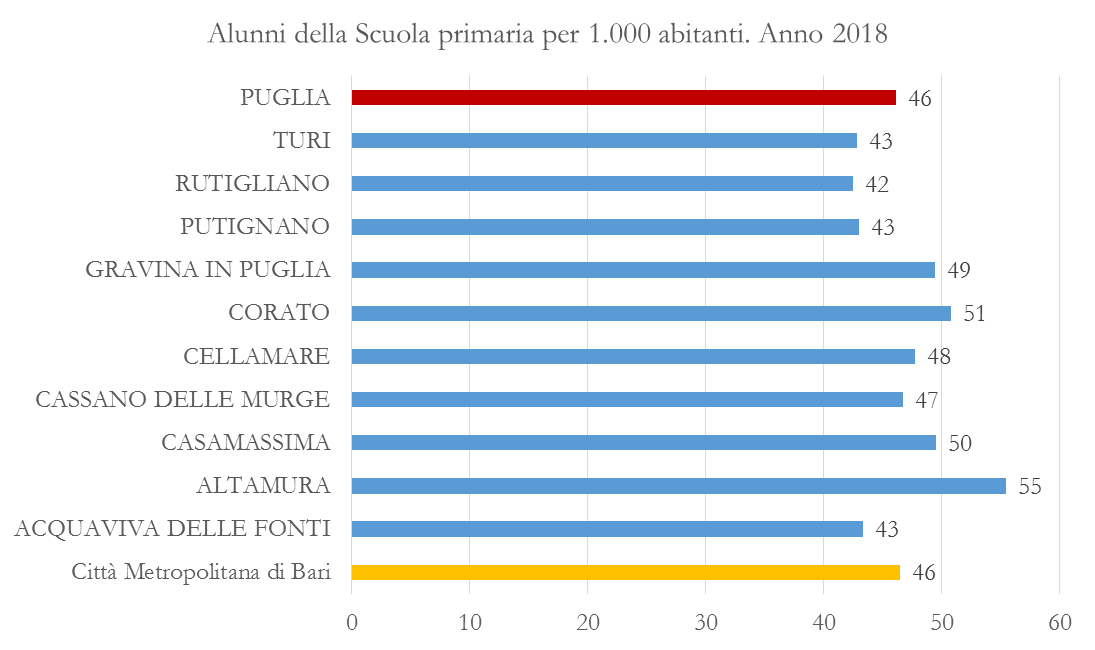 Alunni della Scuola primaria per 1.000 abitanti. Anno 2018
PUGLIA 46
TURI 43
RUTIGLIANO 42
PUTIGNANO 43
GRAVINA IN PUGLIA 49
CORATO 51
CELLAMARE 48
CASSANO DELLE MURGE 47
CASAMASSIMA 50
ALTAMURA 55
ACQUAVIVA DELLE FONTI 43
Città Metropolitana di Bari 46
0 10 20 30 40 50 60